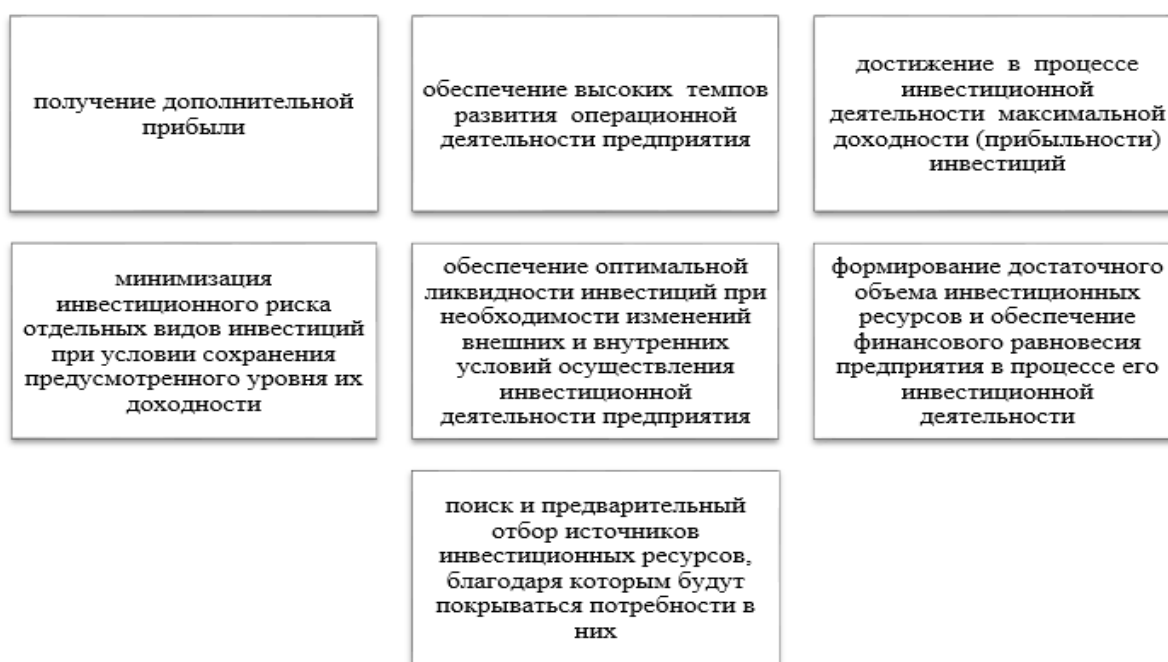 получение дополнительной
прибыли
обеспечение высоких темпов
развития операционной
деятельности предприятия
достижение в процессе
инвестиционной
деятельности максимальной
доходности (прибыльности)
инвестиций
минимизация
инвестиционного риска
отдельных видов инвестиций
при условии сохранения
предусмотренного уровня их
доходности
обеспечение оптимальной
ликвидности инвестиций при
необходимости изменений
внешних и внутренних
условий осуществления
инвестиционной
деятельности предприятия
формирование достаточного
объема инвестиционных
ресурсов и обеспечение
финансового равновесия
предприятия в процессе его
инвестиционной
деятельности
поиск и предварительный
отбор источников
инвестиционных ресурсов,
благодаря которым будут
покрываться потребности в
них